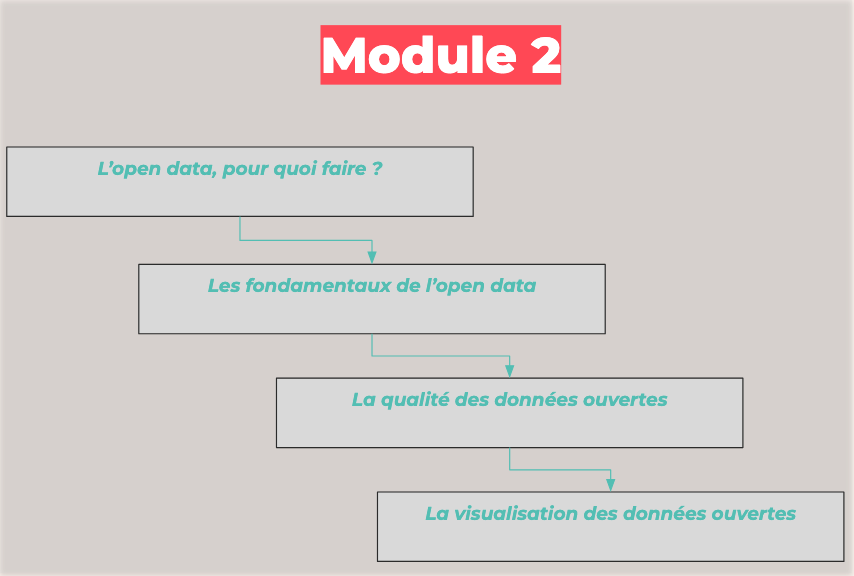 Module 2
L’open data, pour quoi faire ?
Les fondamentaux de l’open data
La qualité des données ouvertes
La visualisation des données ouvertes